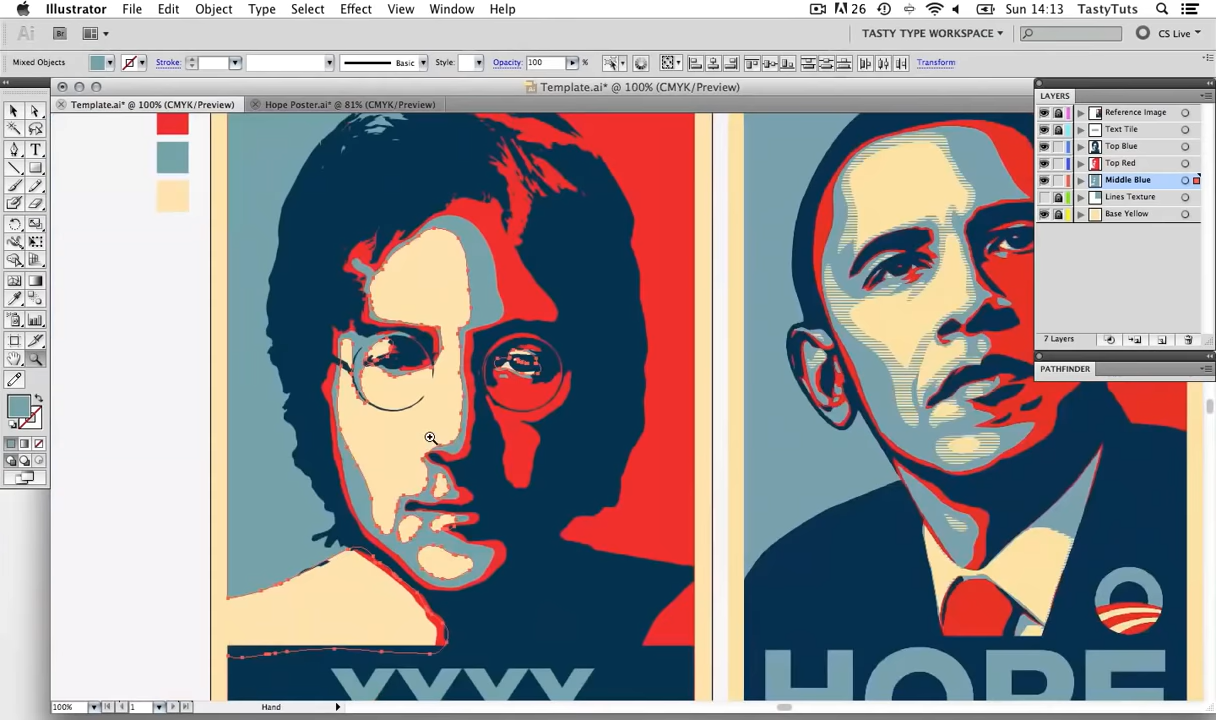 Illustrator File Edit Object Type Select Effect View Window Help 26 Sun 14:13 TastyTuts
Ai Br TASTY TYPE WORKSPACE CS Live
Mixed Objects Stroke: Basic Style: Opacity: 100 Transform
Template.ai* @ 100% (CMYK/Preview)
Template.ai* @ 100% (CMYK/Preview) Hope Poster.ai* @ 81% (CMYK/Preview)
LAYERS
Reference Image
Text Tile
Top Blue
Top Red
Middle Blue
Lines Texture
Base Yellow
7 Layers
PATHFINDER
YYYY
HOPE
100% 1 Hand